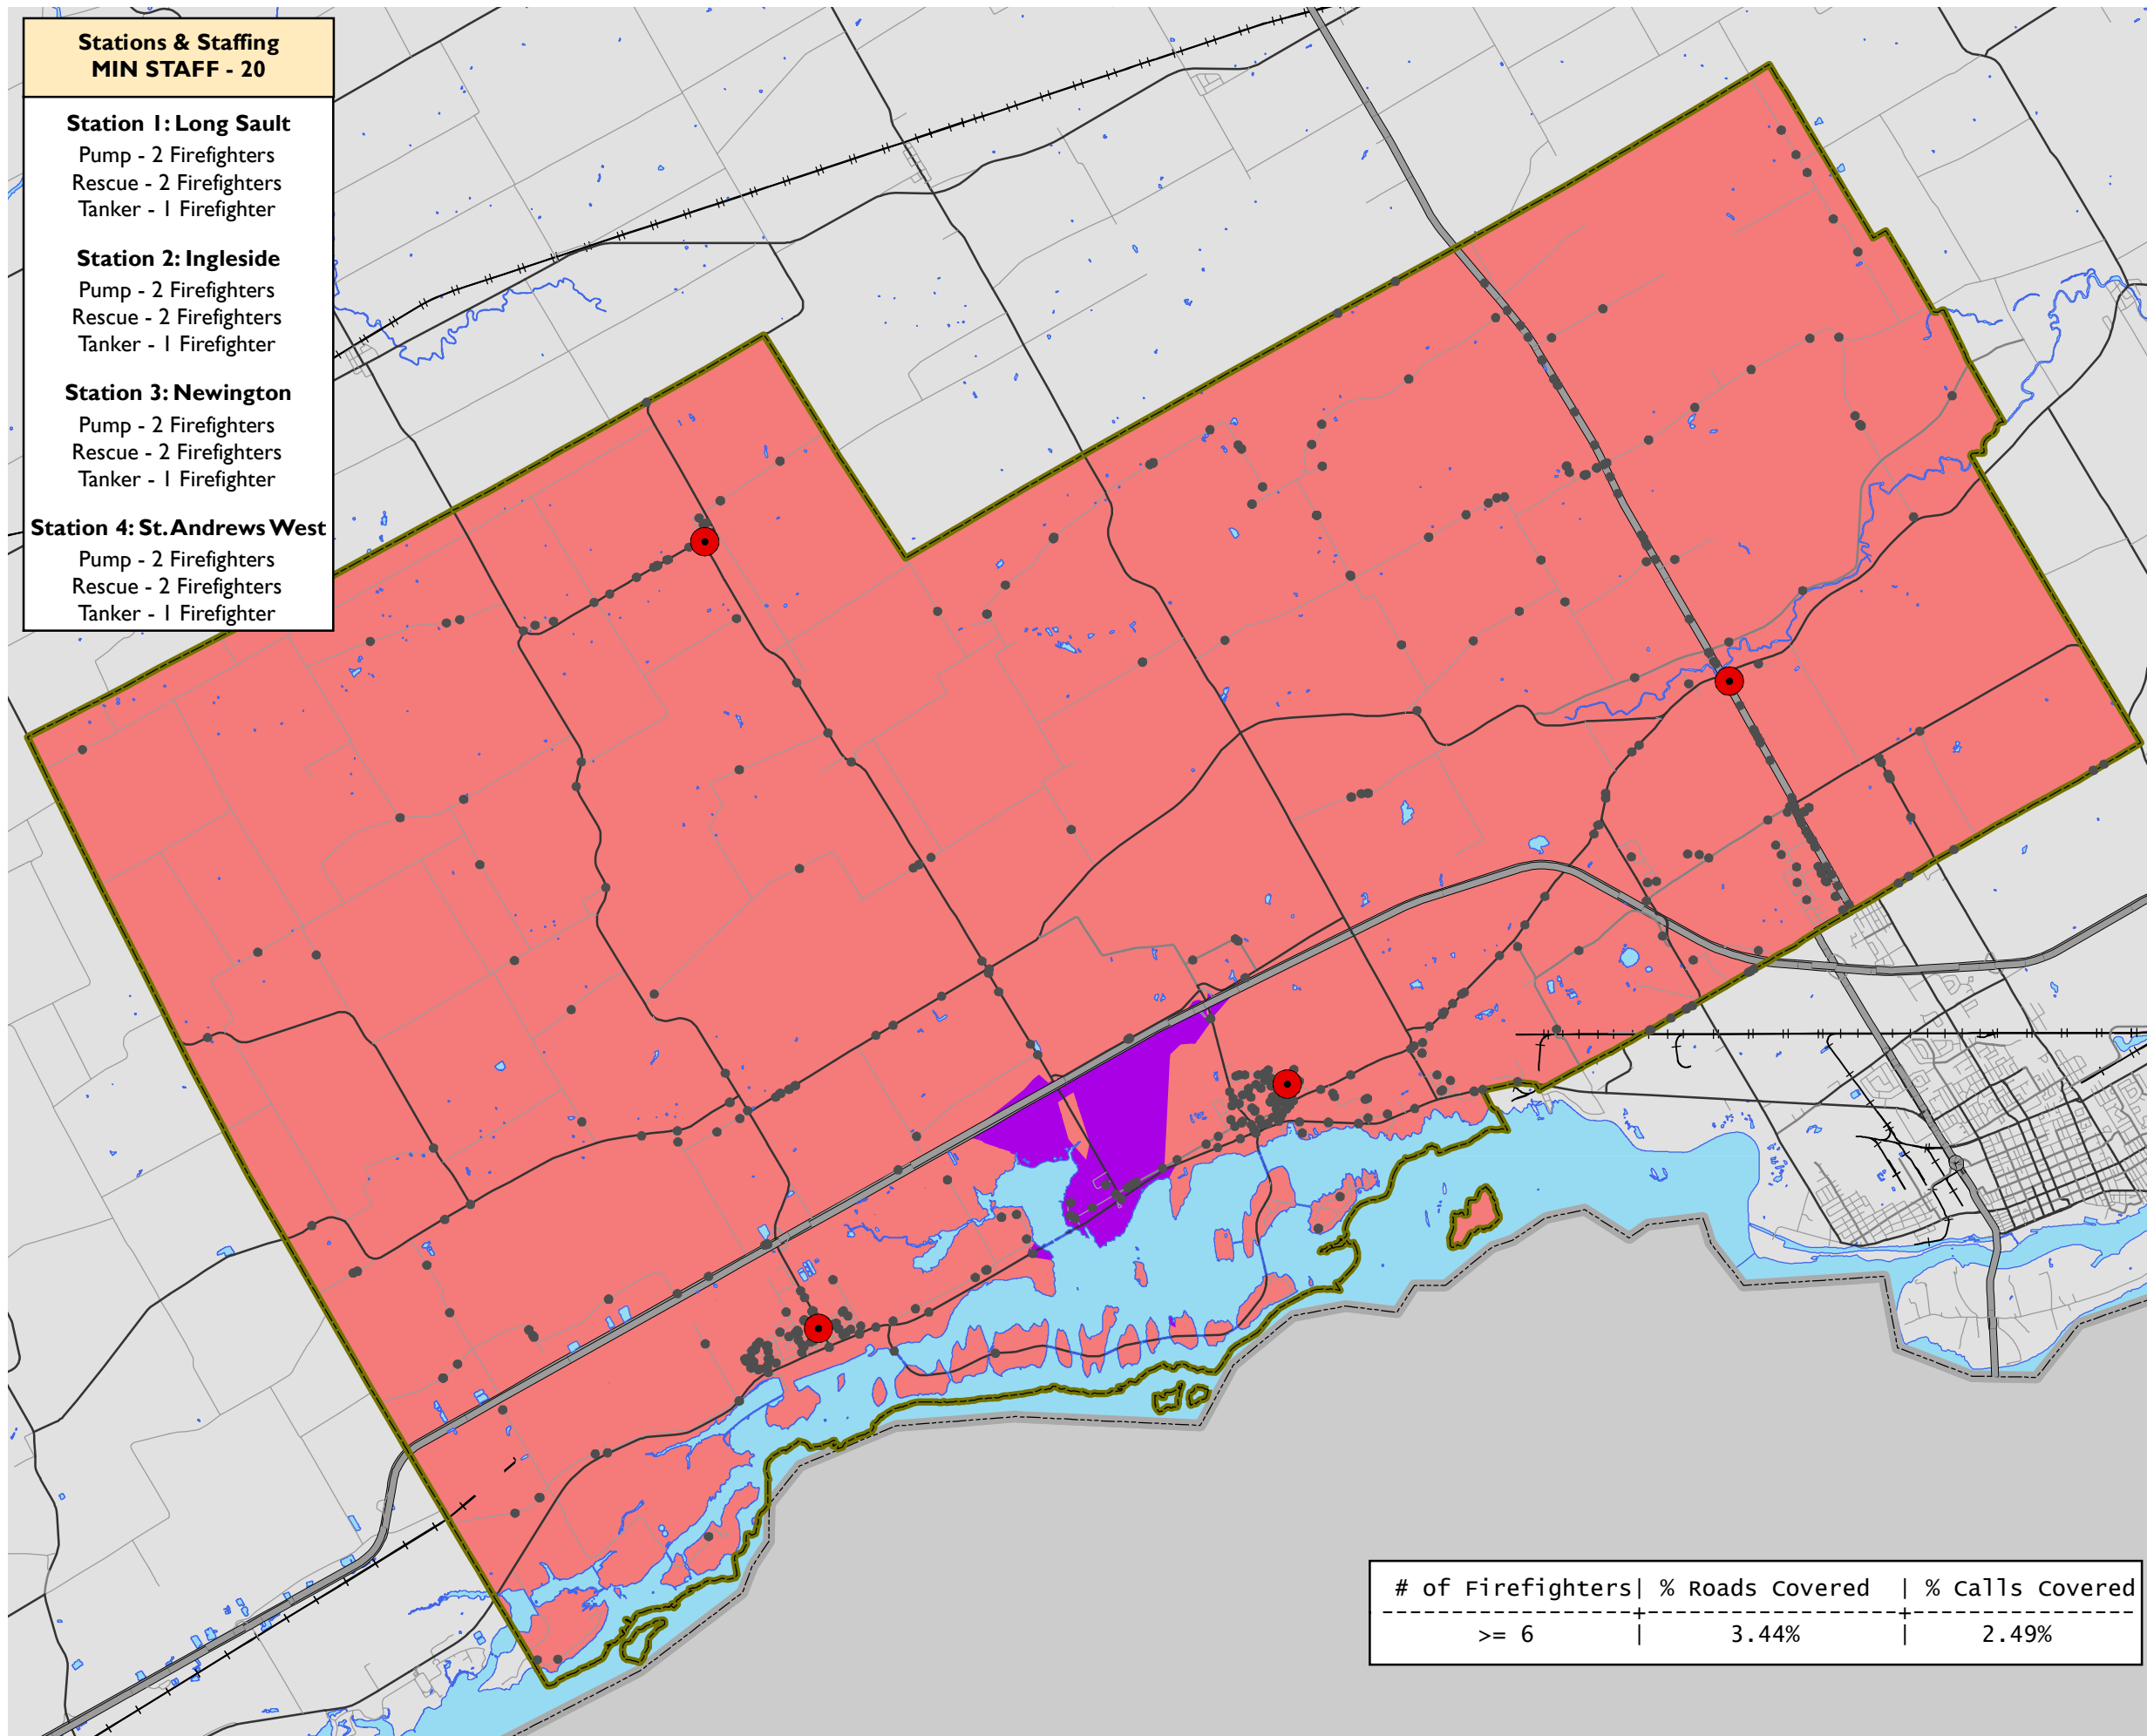 Stations & Staffing
MIN STAFF - 20
Station 1: Long Sault
Pump - 2 Firefighters
Rescue - 2 Firefighters
Tanker - 1 Firefighter
Station 2: Ingleside
Pump - 2 Firefighters
Rescue - 2 Firefighters
Tanker - 1 Firefighter
Station 3: Newington
Pump - 2 Firefighters
Rescue - 2 Firefighters
Tanker - 1 Firefighter
Station 4: St. Andrews West
Pump - 2 Firefighters
Rescue - 2 Firefighters
Tanker - 1 Firefighter
# of Firefighters| % Roads Covered | % Calls Covered
>= 6 | 3.44% | 2.49%